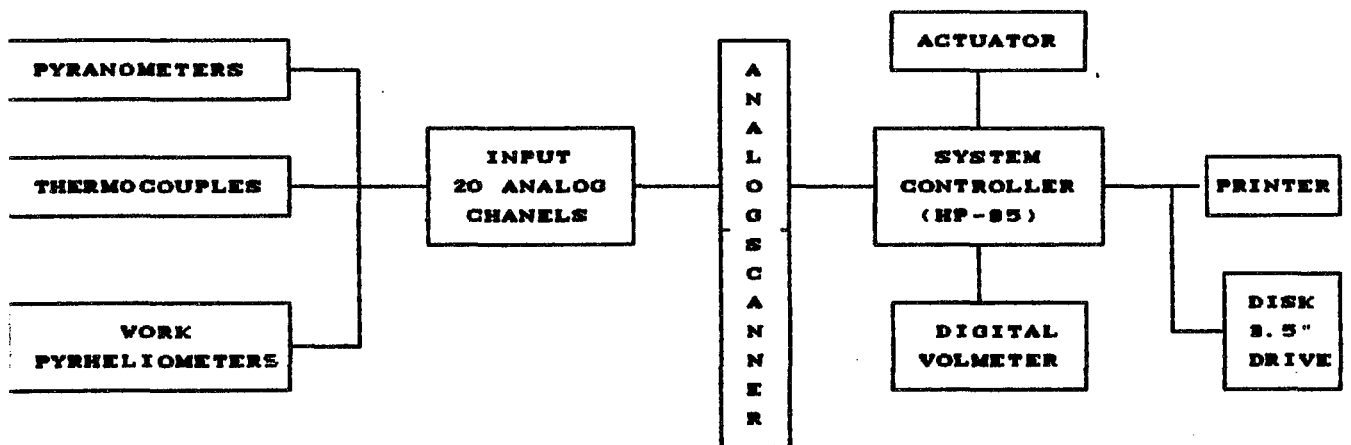 PYRANOMETERS
THERMOCOUPLES
WORK
PYRHELIOMETERS
INPUT
20 ANALOG
CHANELS
ANALOG
SCANNER
ACTUATOR
SYSTEM
CONTROLLER
(HP-85)
DIGITAL
VOLMETER
PRINTER
DISK
3.5"
DRIVE